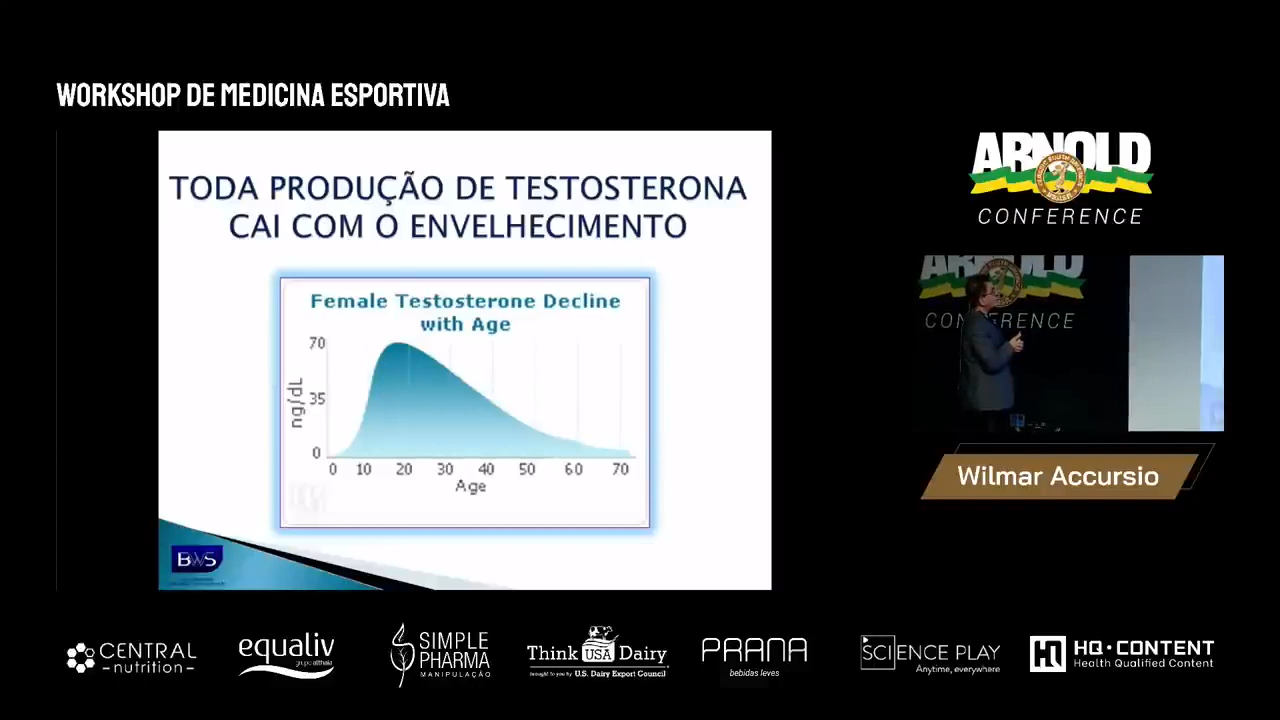 WORKSHOP DE MEDICINA ESPORTIVA
TODA PRODUÇÃO DE TESTOSTERONA
CAI COM O ENVELHECIMENTO
Female Testosterone Decline
with Age
70
35
0
ng/dL
0 10 20 30 40 50 60 70
Age
BWS
ARNOLD
CONFERENCE
ARNOLD
CONFERENCE
Wilmar Accursio
CENTRAL
nutrition
equaliv
grupo althaia
SIMPLE
PHARMA
MANIPULAÇÃO
Think USA Dairy
brought to you by U.S. Dairy Export Council
PRANA
bebidas leves
SCIENCE PLAY
Anytime, everywhere
HQ·CONTENT
Health Qualified Content